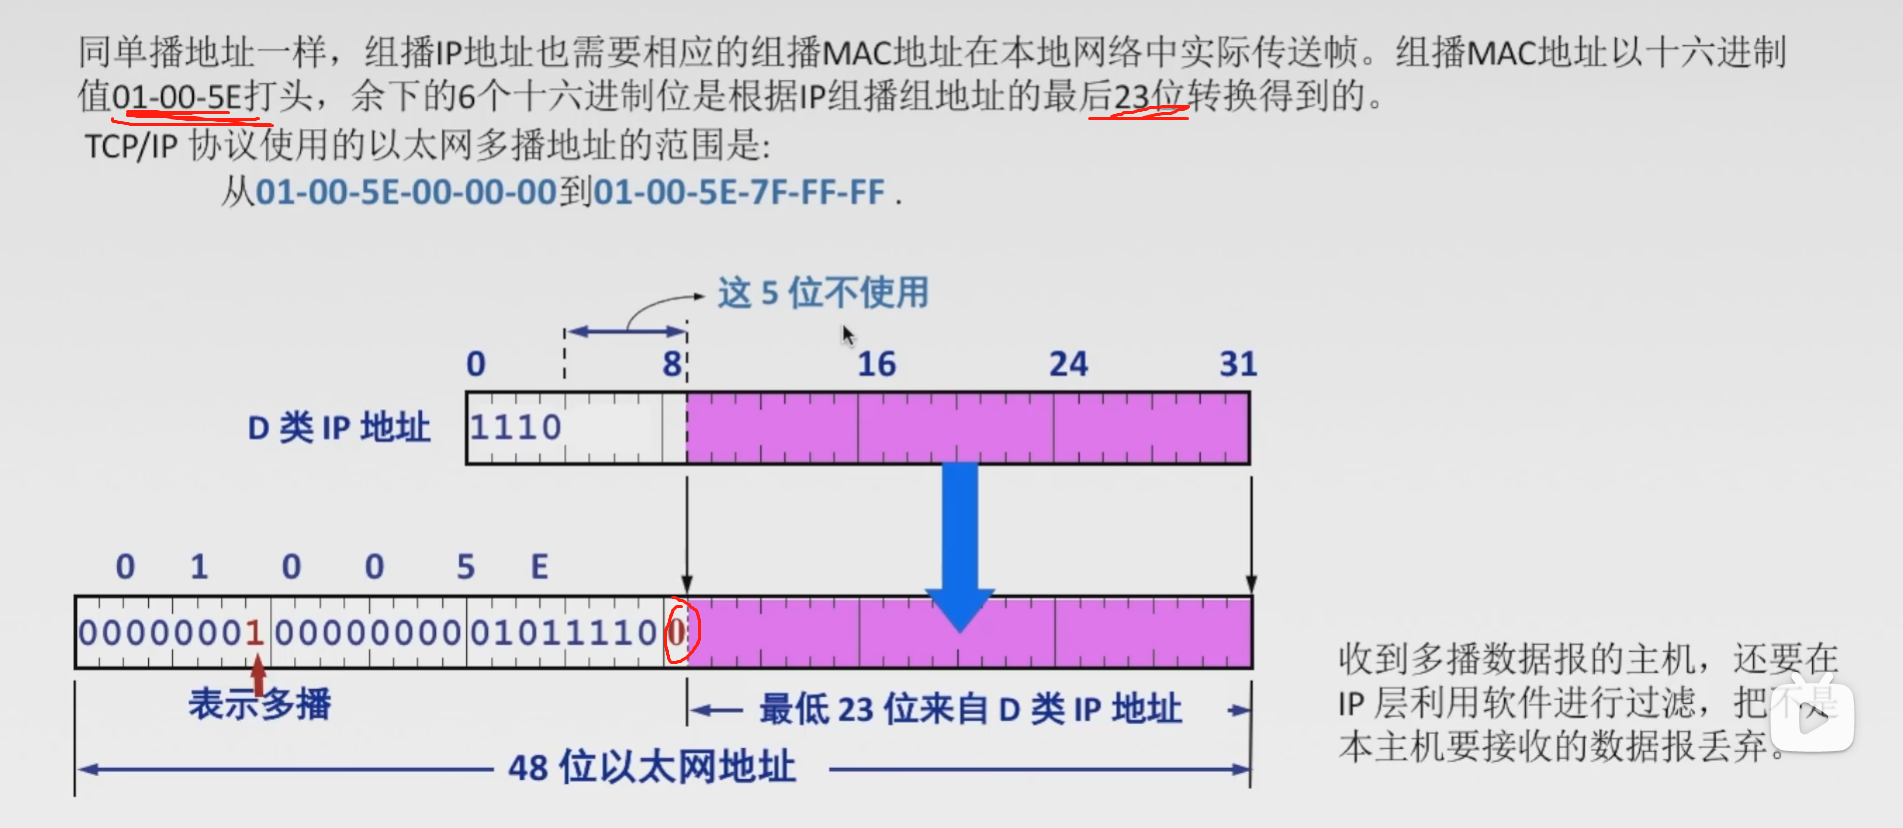 同单播地址一样，组播IP地址也需要相应的组播MAC地址在本地网络中实际传送帧。组播MAC地址以十六进制
值01-00-5E打头，余下的6个十六进制位是根据IP组播组地址的最后23位转换得到的。
TCP/IP 协议使用的以太网多播地址的范围是:
从01-00-5E-00-00-00到01-00-5E-7F-FF-FF .
这 5 位不使用
0 8 16 24 31
D 类 IP 地址 1110
0 1 0 0 5 E
00000001 00000000 01011110 0
表示多播
最低 23 位来自 D 类 IP 地址
48 位以太网地址
收到多播数据报的主机，还要在
IP 层利用软件进行过滤，把不是
本主机要接收的数据报丢弃。